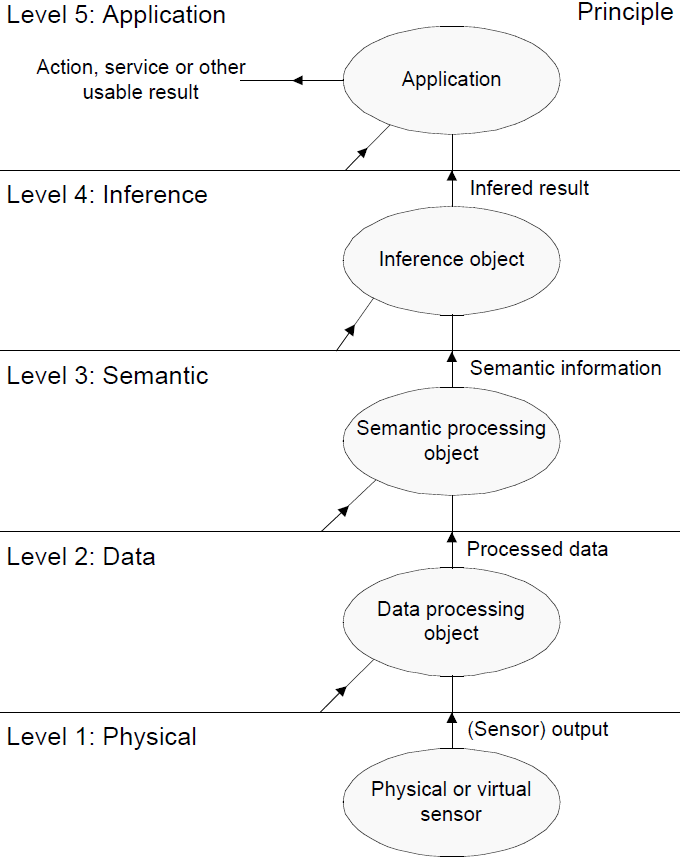 Level 5: Application
Principle
Action, service or other
usable result
Application
Level 4: Inference
Infered result
Inference object
Level 3: Semantic
Semantic information
Semantic processing
object
Level 2: Data
Processed data
Data processing
object
Level 1: Physical
(Sensor) output
Physical or virtual
sensor